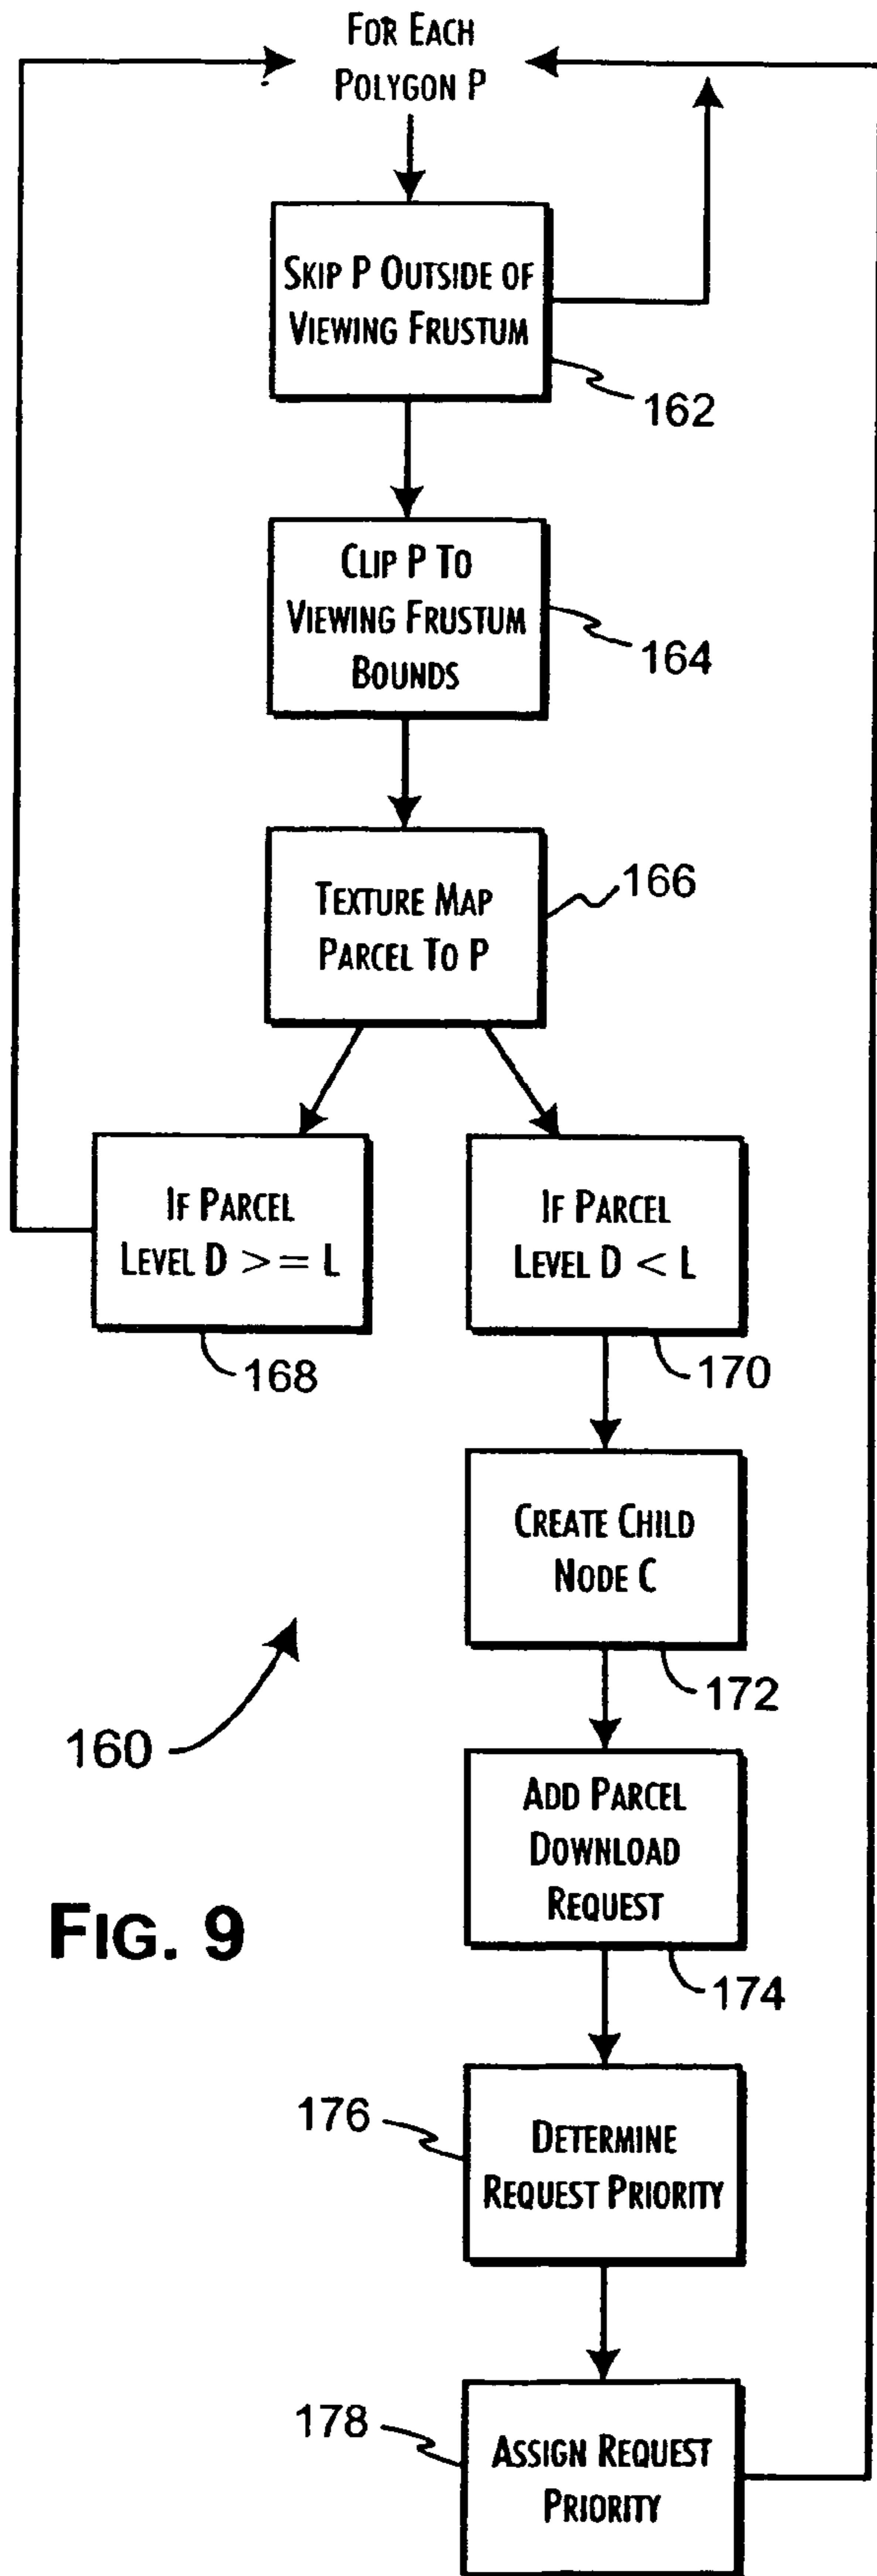 FOR EACH
POLYGON P
SKIP P OUTSIDE OF
VIEWING FRUSTUM
162
CLIP P TO
VIEWING FRUSTUM
BOUNDS
164
TEXTURE MAP
PARCEL TO P
166
IF PARCEL
LEVEL D >= L
168
IF PARCEL
LEVEL D < L
170
CREATE CHILD
NODE C
172
160
ADD PARCEL
DOWNLOAD
REQUEST
174
FIG. 9
176
DETERMINE
REQUEST PRIORITY
178
ASSIGN REQUEST
PRIORITY